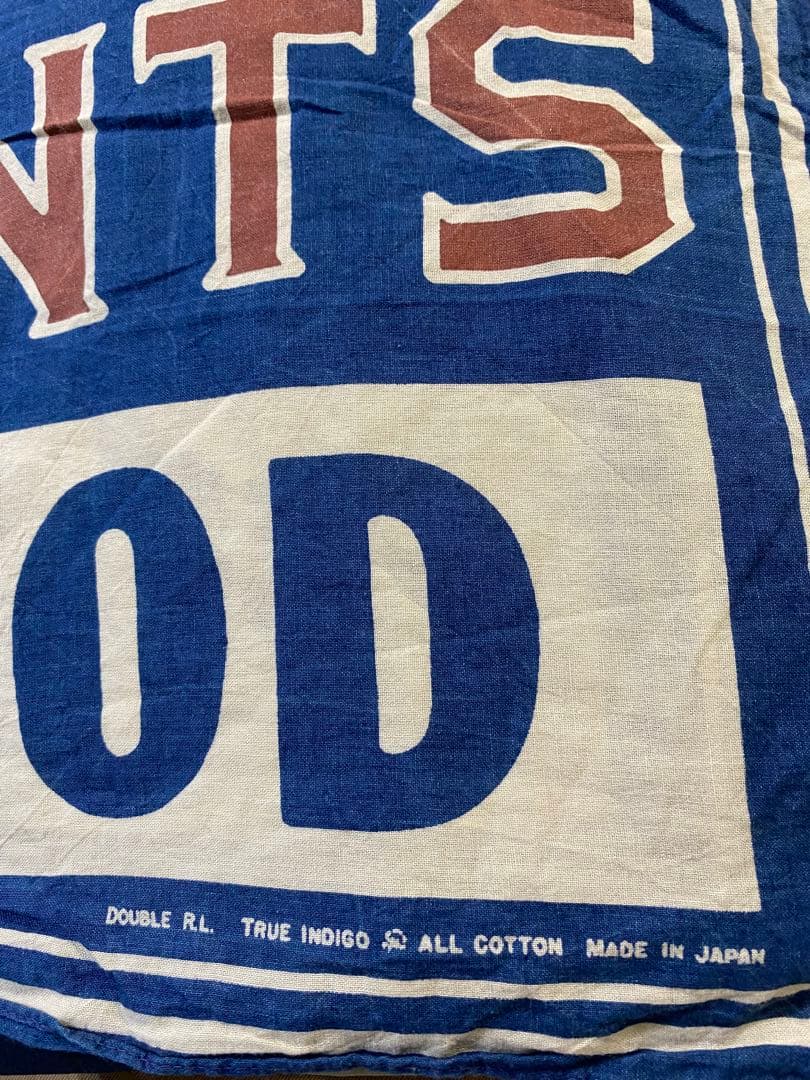 NTS
OD
DOUBLE R.L. TRUE INDIGO ALL COTTON MADE IN JAPAN